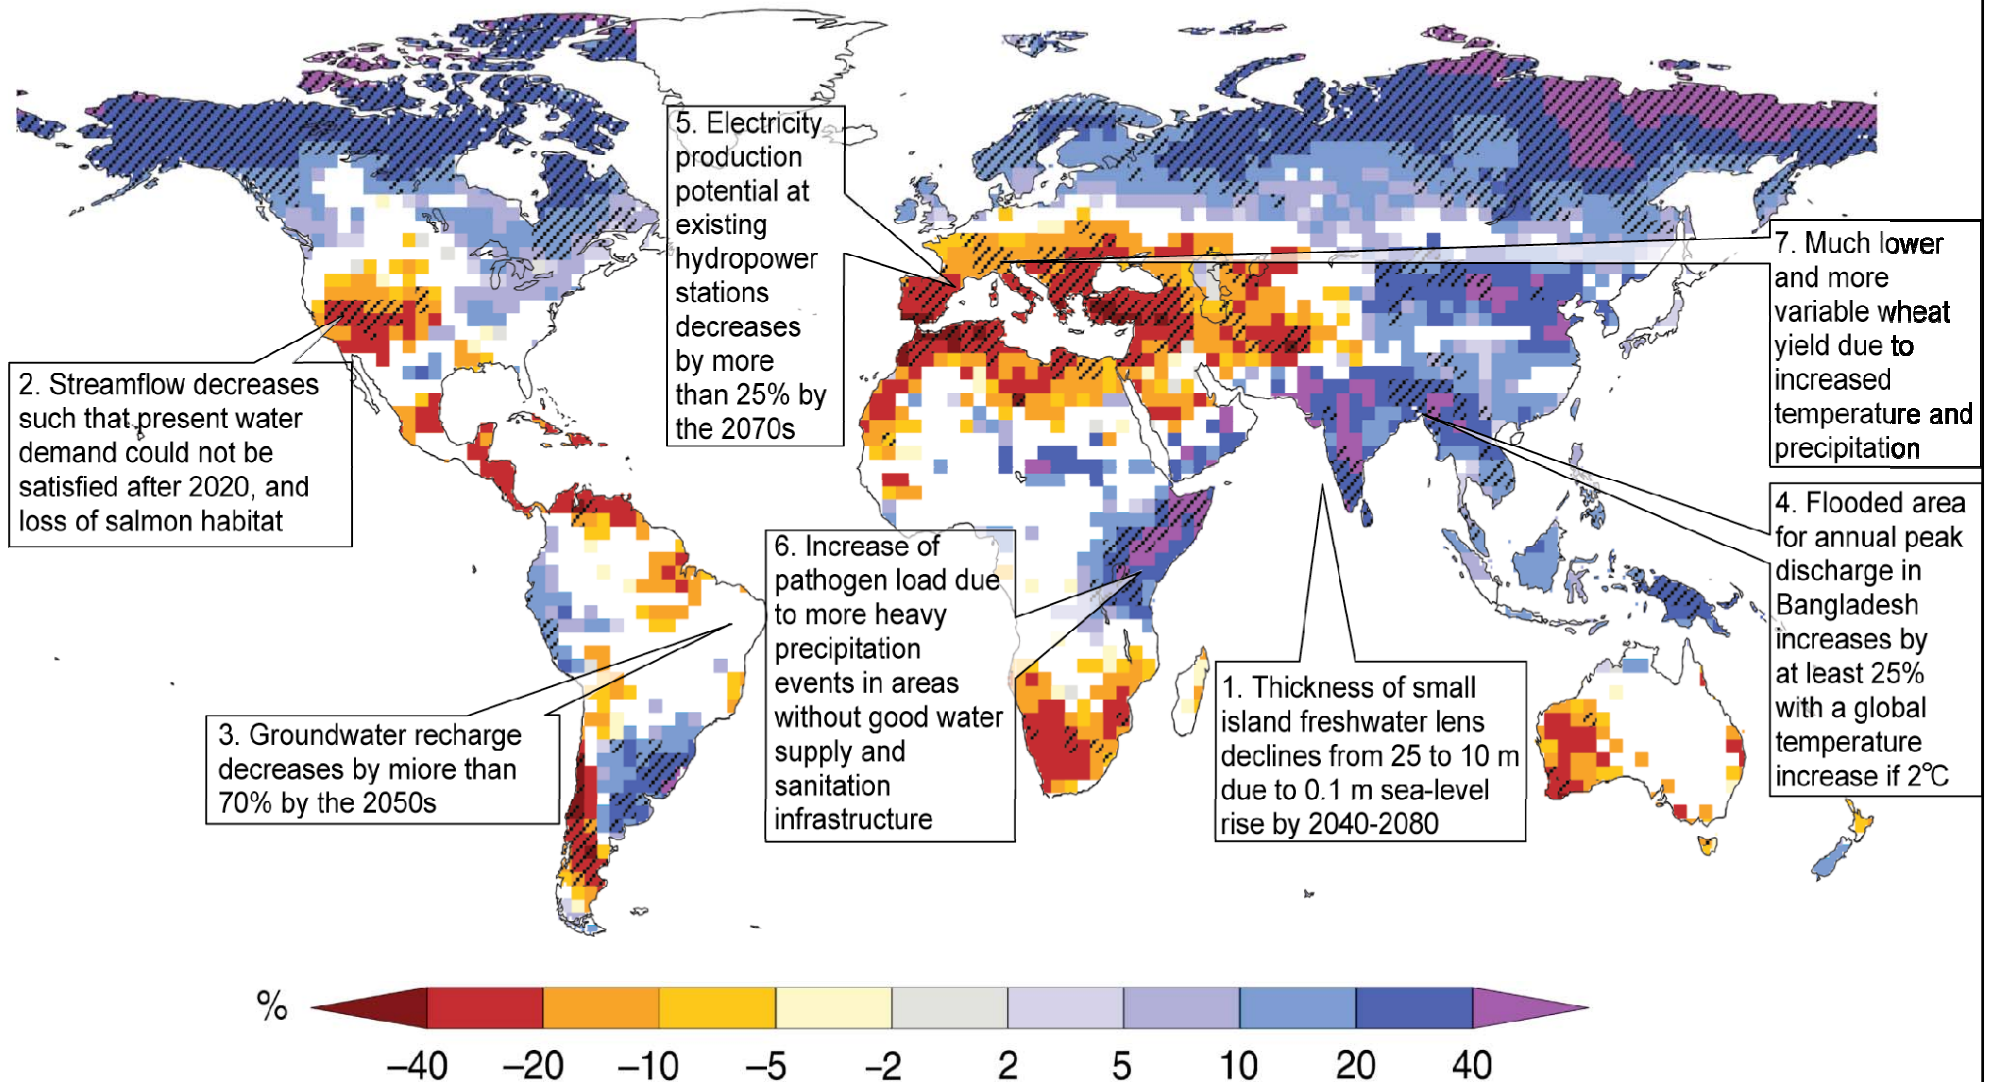 5. Electricity
production
potential at
existing
hydropower
stations
decreases
by more
than 25% by
the 2070s
7. Much lower
and more
variable wheat
yield due to
increased
temperature and
precipitation
2. Streamflow decreases
such that present water
demand could not be
satisfied after 2020, and
loss of salmon habitat
4. Flooded area
for annual peak
discharge in
Bangladesh
increases by
at least 25%
with a global
temperature
increase if 2°C
6. Increase of
pathogen load due
to more heavy
precipitation
events in areas
without good water
supply and
sanitation
infrastructure
1. Thickness of small
island freshwater lens
declines from 25 to 10 m
due to 0.1 m sea-level
rise by 2040-2080
3. Groundwater recharge
decreases by miore than
70% by the 2050s
%
–40 –20 –10 –5 –2 2 5 10 20 40